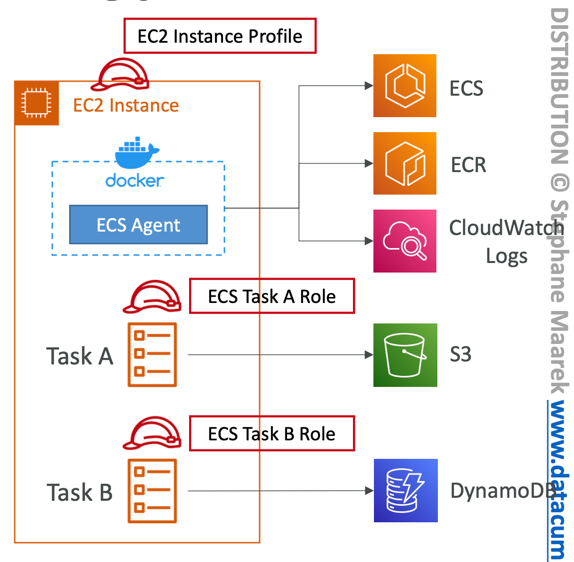 EC2 Instance Profile
EC2 Instance
docker
ECS Agent
ECS
ECR
CloudWatch
Logs
ECS Task A Role
Task A
S3
ECS Task B Role
Task B
DynamoDB
DISTRIBUTION © Stephane Maarek www.datacum